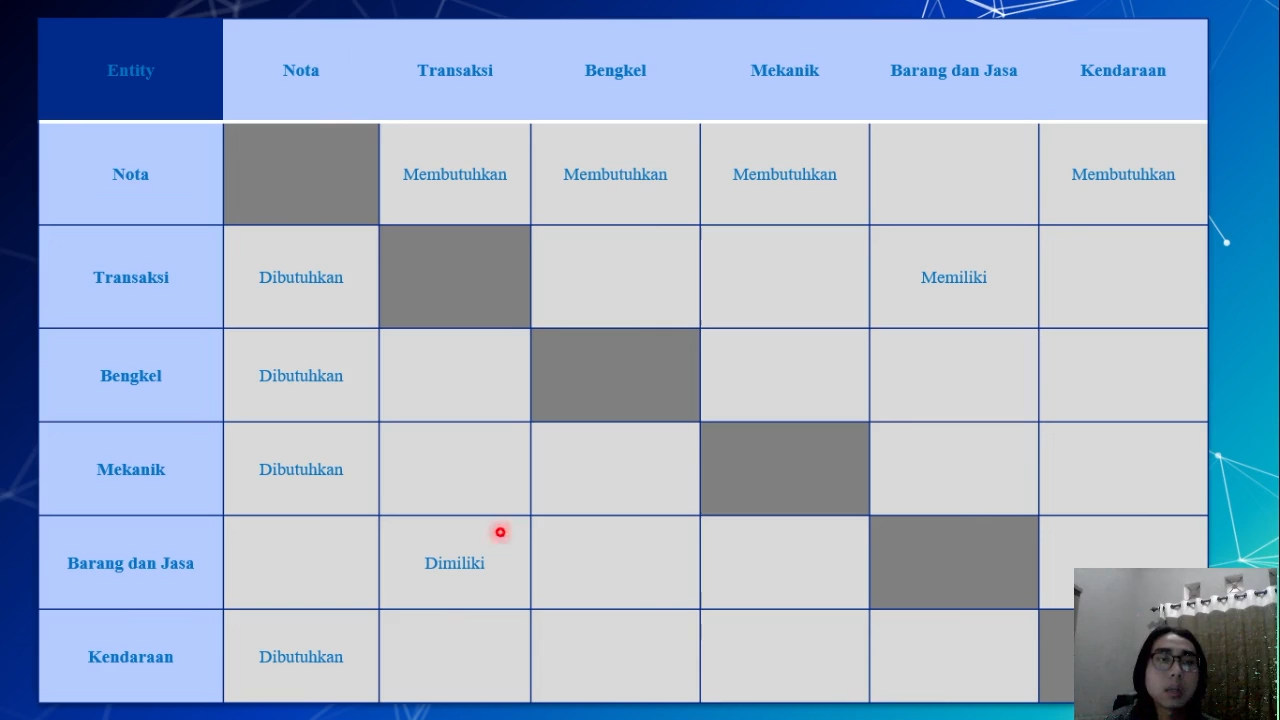 Entity Nota Transaksi Bengkel Mekanik Barang dan Jasa Kendaraan
Nota Membutuhkan Membutuhkan Membutuhkan Membutuhkan
Transaksi Dibutuhkan Memiliki
Bengkel Dibutuhkan
Mekanik Dibutuhkan
Barang dan Jasa Dimiliki
Kendaraan Dibutuhkan